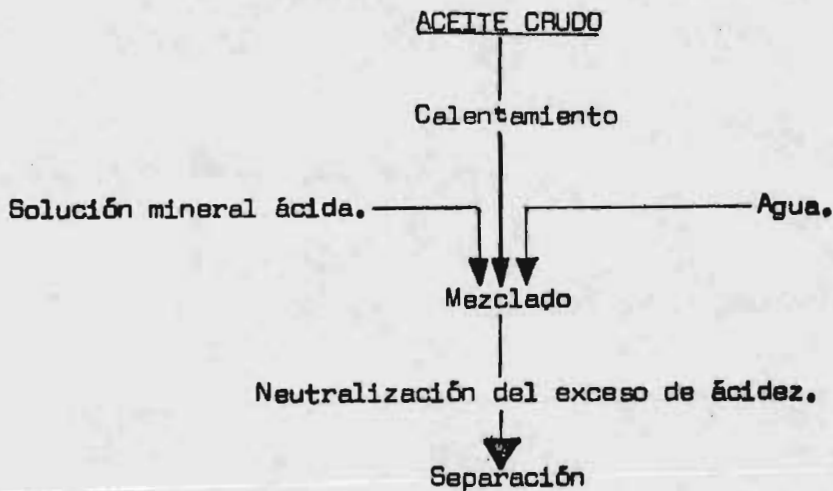 ACEITE CRUDO
Calentamiento
Solución mineral ácida.
Agua.
Mezclado
Neutralización del exceso de ácidez.
Separación